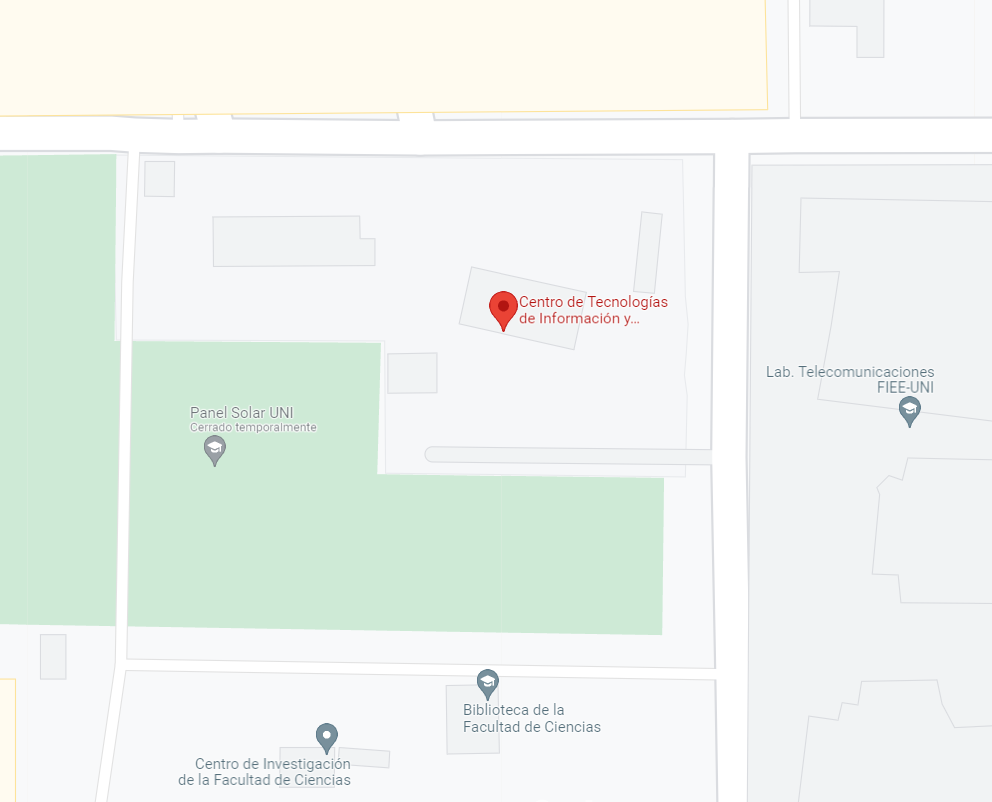 Centro de Tecnologías
de Información y...
Lab. Telecomunicaciones
FIEE-UNI
Panel Solar UNI
Cerrado temporalmente
Biblioteca de la
Facultad de Ciencias
Centro de Investigación
de la Facultad de Ciencias